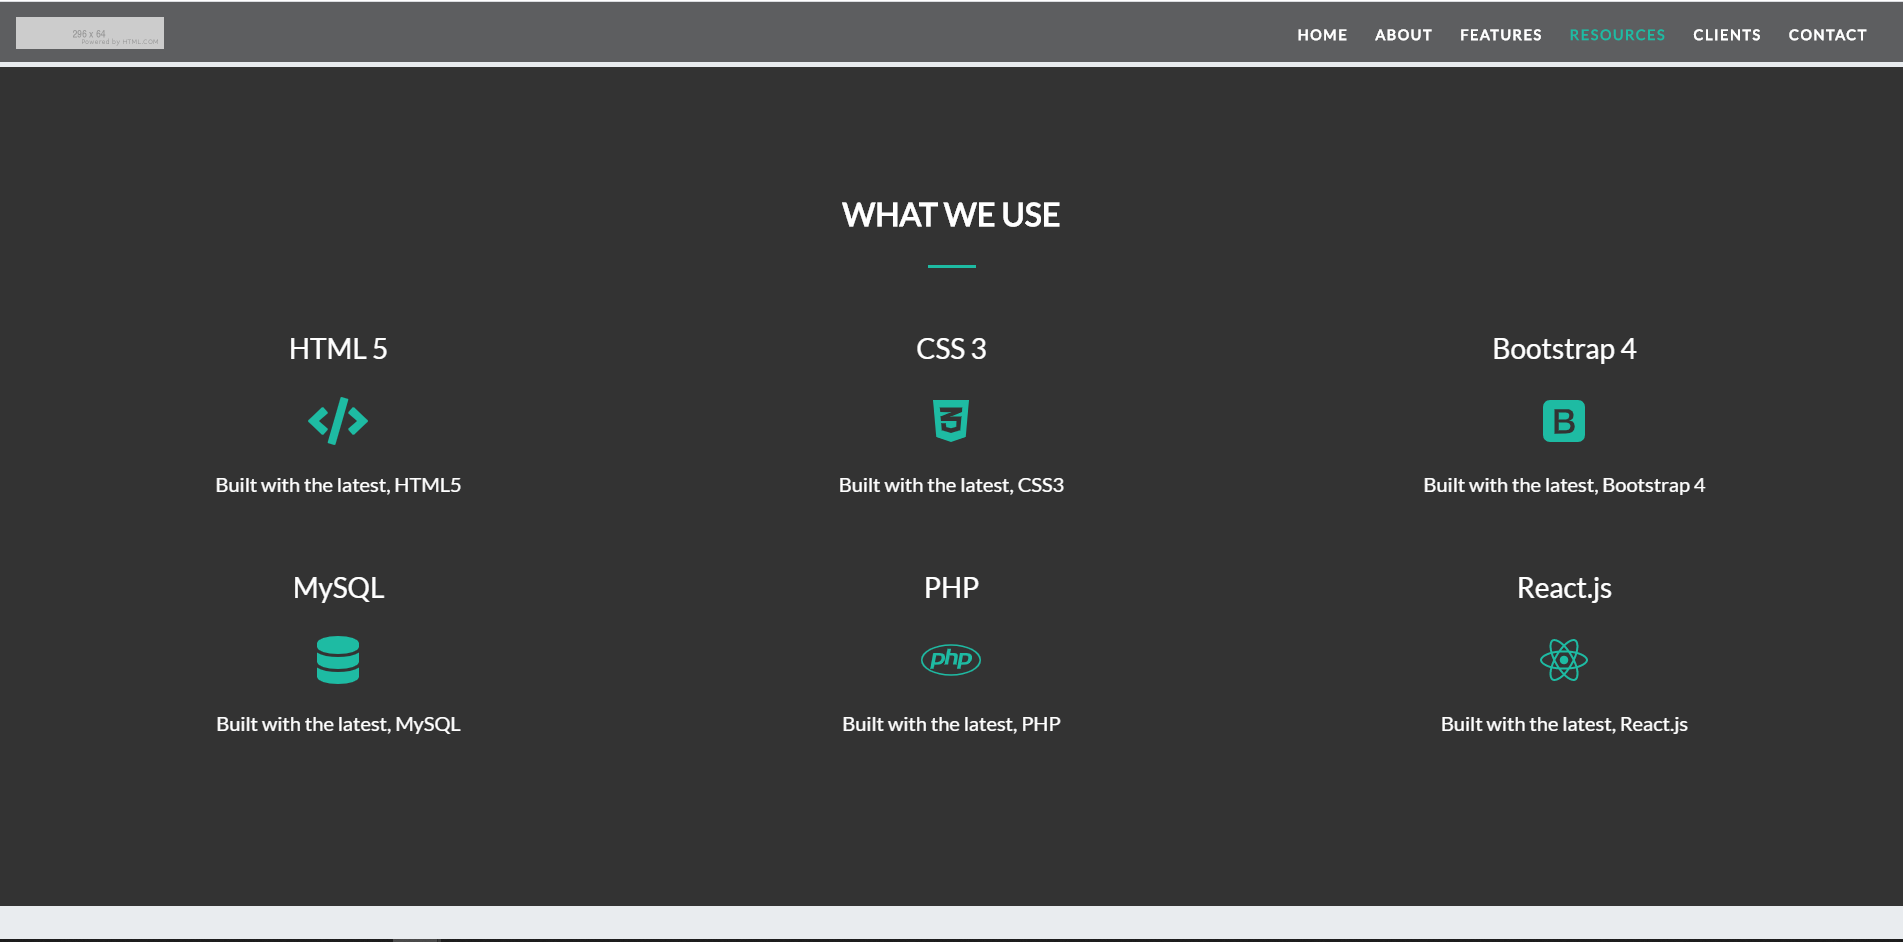 296 x 64
Powered by HTML.COM
HOME ABOUT FEATURES RESOURCES CLIENTS CONTACT
WHAT WE USE
HTML 5 CSS 3 Bootstrap 4
B
Built with the latest, HTML5 Built with the latest, CSS3 Built with the latest, Bootstrap 4
MySQL PHP React.js
php
Built with the latest, MySQL Built with the latest, PHP Built with the latest, React.js